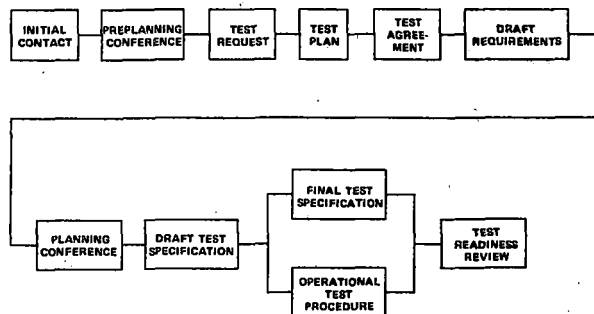 INITIAL
CONTACT
PREPLANNING
CONFERENCE
TEST
REQUEST
TEST
PLAN
TEST
AGREE-
MENT
DRAFT
REQUIREMENTS
PLANNING
CONFERENCE
DRAFT TEST
SPECIFICATION
FINAL TEST
SPECIFICATION
OPERATIONAL
TEST
PROCEDURE
TEST
READINESS
REVIEW